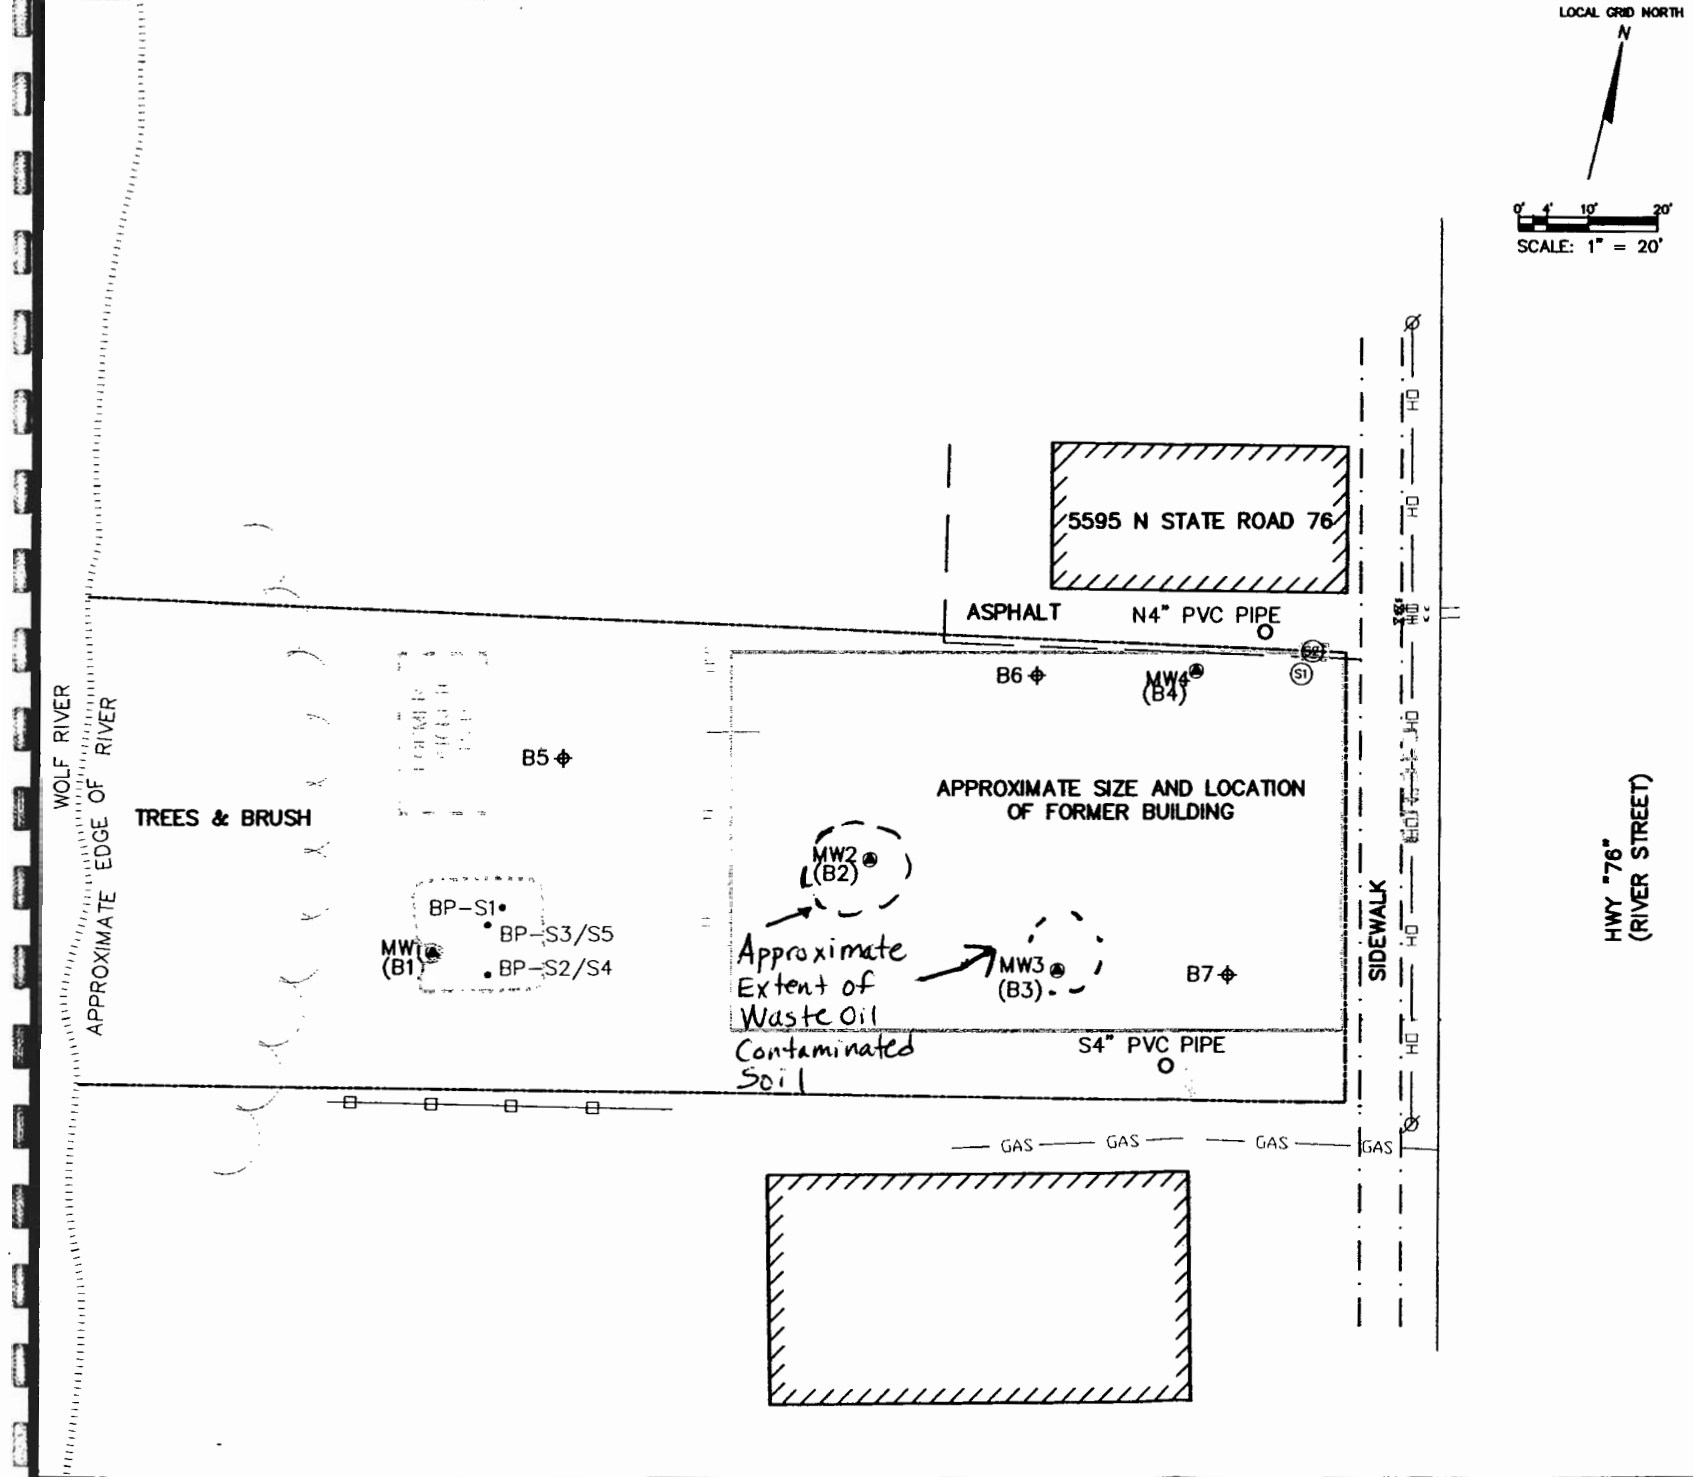 LOCAL GRID NORTH
N
0' 4' 10' 20'
SCALE: 1" = 20'
5595 N STATE ROAD 76
ASPHALT
N4" PVC PIPE
S2
S1
B6
MW4
(B4)
B5
APPROXIMATE SIZE AND LOCATION
OF FORMER BUILDING
TREES & BRUSH
WOLF RIVER
APPROXIMATE EDGE OF RIVER
MW2
(B2)
BP-S1
BP-S3/S5
BP-S2/S4
MW1
(B1)
Approximate
Extent of
Waste Oil
Contaminated
Soil
MW3
(B3)
B7
S4" PVC PIPE
SIDEWALK
HWY "76"
(RIVER STREET)
OH
OH
OH
OH
OH
GAS
GAS
GAS
GAS